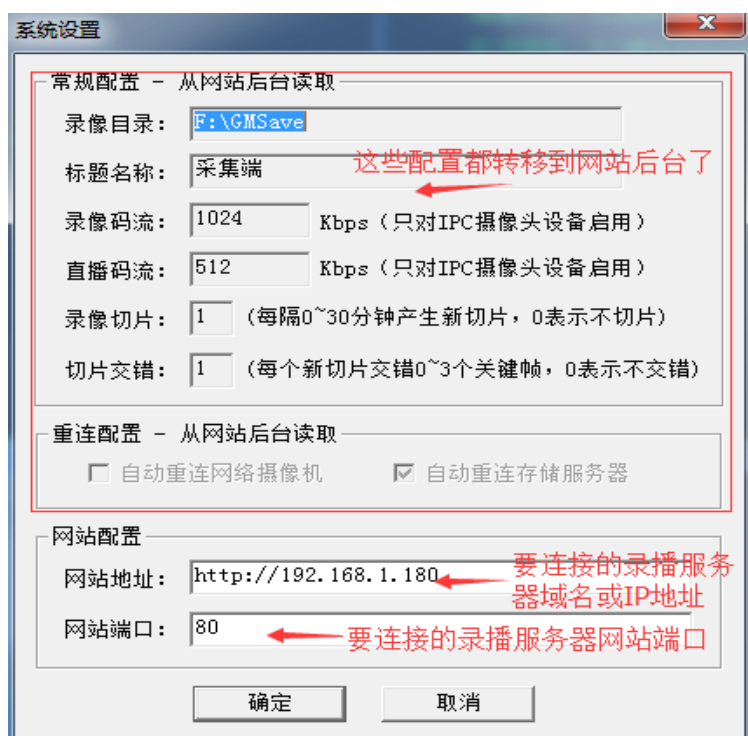 系统设置
常规配置 - 从网站后台读取
录像目录： F:\GMSave
标题名称： 采集端
这些配置都转移到网站后台了
录像码流： 1024 Kbps（只对IPC摄像头设备启用）
直播码流： 512 Kbps（只对IPC摄像头设备启用）
录像切片： 1 （每隔0~30分钟产生新切片，0表示不切片）
切片交错： 1 （每个新切片交错0~3个关键帧，0表示不交错）
重连配置 - 从网站后台读取
自动重连网络摄像机 自动重连存储服务器
网站配置
网站地址： http://192.168.1.180
要连接的录播服务
器域名或IP地址
网站端口： 80
要连接的录播服务器网站端口
确定 取消